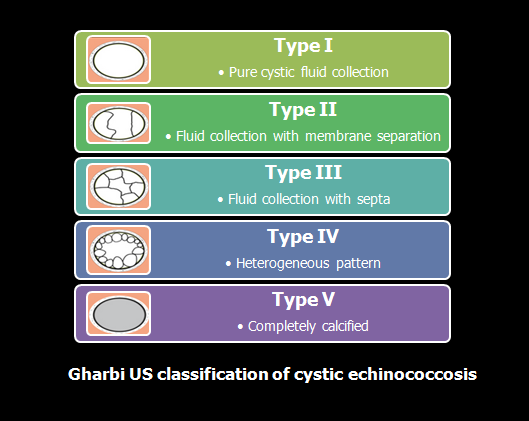 Type I
• Pure cystic fluid collection
Type II
• Fluid collection with membrane separation
Type III
• Fluid collection with septa
Type IV
• Heterogeneous pattern
Type V
• Completely calcified
Gharbi US classification of cystic echinococcosis